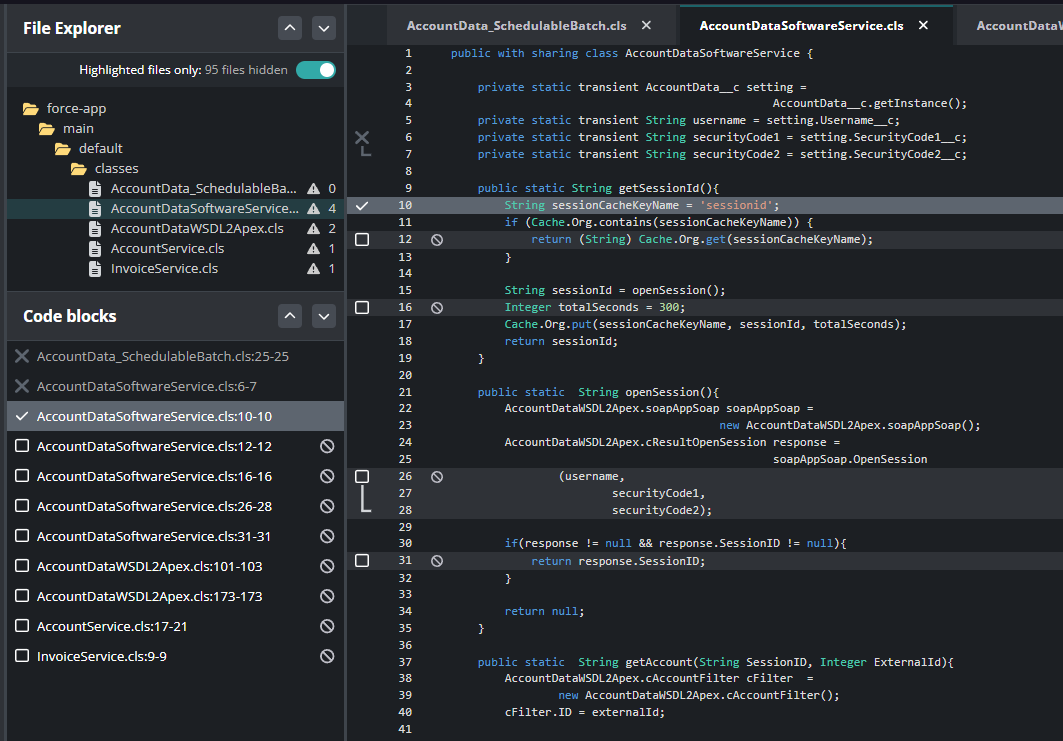 File Explorer
Highlighted files only: 95 files hidden
force-app
main
default
classes
AccountData_SchedulableBa... 0
AccountDataSoftwareService... 4
AccountDataWSDL2Apex.cls 2
AccountService.cls 1
InvoiceService.cls 1
Code blocks
AccountData_SchedulableBatch.cls:25-25
AccountDataSoftwareService.cls:6-7
AccountDataSoftwareService.cls:10-10
AccountDataSoftwareService.cls:12-12
AccountDataSoftwareService.cls:16-16
AccountDataSoftwareService.cls:26-28
AccountDataSoftwareService.cls:31-31
AccountDataWSDL2Apex.cls:101-103
AccountDataWSDL2Apex.cls:173-173
AccountService.cls:17-21
InvoiceService.cls:9-9
AccountData_SchedulableBatch.cls AccountDataSoftwareService.cls AccountDataW
1 public with sharing class AccountDataSoftwareService {
2
3 private static transient AccountData__c setting =
4 AccountData__c.getInstance();
5 private static transient String username = setting.Username__c;
6 private static transient String securityCode1 = setting.SecurityCode1__c;
7 private static transient String securityCode2 = setting.SecurityCode2__c;
8
9 public static String getSessionId(){
10 String sessionCacheKeyName = 'sessionid';
11 if (Cache.Org.contains(sessionCacheKeyName)) {
12 return (String) Cache.Org.get(sessionCacheKeyName);
13 }
14
15 String sessionId = openSession();
16 Integer totalSeconds = 300;
17 Cache.Org.put(sessionCacheKeyName, sessionId, totalSeconds);
18 return sessionId;
19 }
20
21 public static String openSession(){
22 AccountDataWSDL2Apex.soapAppSoap soapAppSoap =
23 new AccountDataWSDL2Apex.soapAppSoap();
24 AccountDataWSDL2Apex.cResultOpenSession response =
25 soapAppSoap.OpenSession
26 (username,
27 securityCode1,
28 securityCode2);
29
30 if(response != null && response.SessionID != null){
31 return response.SessionID;
32 }
33
34 return null;
35 }
36
37 public static String getAccount(String SessionID, Integer ExternalId){
38 AccountDataWSDL2Apex.cAccountFilter cFilter =
39 new AccountDataWSDL2Apex.cAccountFilter();
40 cFilter.ID = externalId;
41